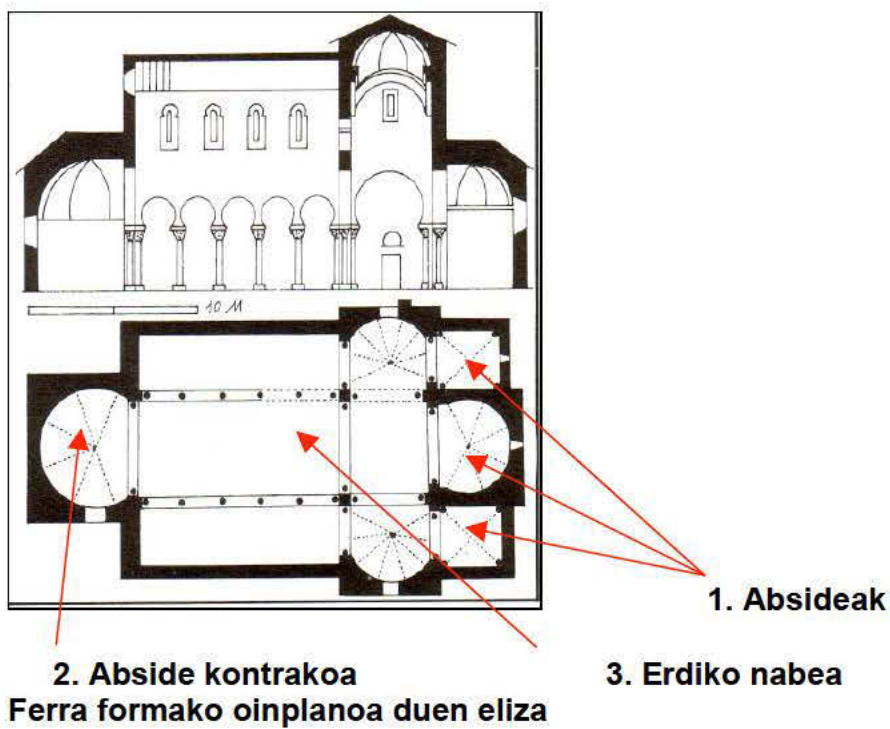 10 M
1. Absideak
2. Abside kontrakoa
3. Erdiko nabea
Ferra formako oinplanoa duen eliza